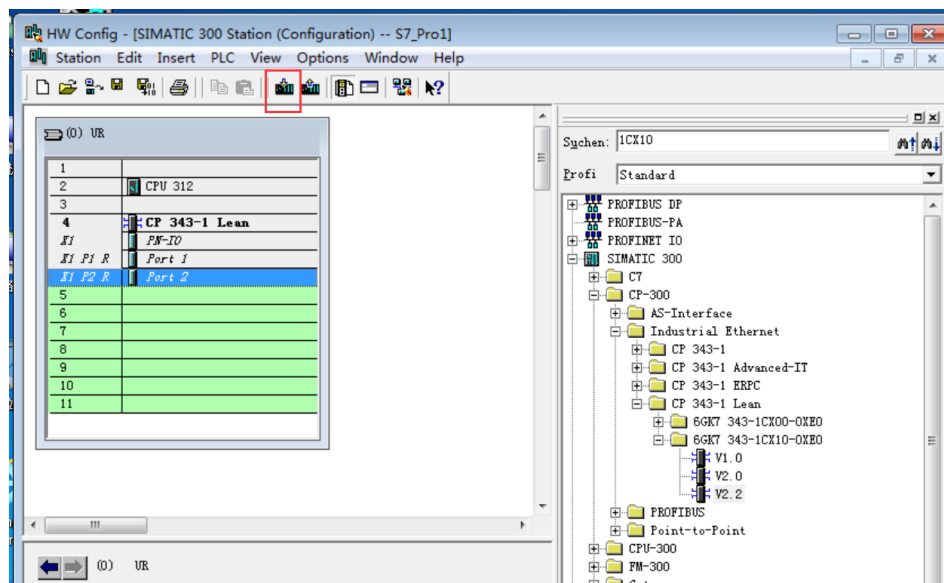 HW Config - [SIMATIC 300 Station (Configuration) -- S7_Pro1]
Station Edit Insert PLC View Options Window Help
(0) UR
1
2 CPU 312
3
4 CP 343-1 Lean
X1 PN-IO
X1 P1 R Port 1
X1 P2 R Port 2
5
6
7
8
9
10
11
(0) UR
Suchen: 1CX10
Profi Standard
PROFIBUS DP
PROFIBUS-PA
PROFINET IO
SIMATIC 300
C7
CP-300
AS-Interface
Industrial Ethernet
CP 343-1
CP 343-1 Advanced-IT
CP 343-1 ERPC
CP 343-1 Lean
6GK7 343-1CX00-0XE0
6GK7 343-1CX10-0XE0
V1.0
V2.0
V2.2
PROFIBUS
Point-to-Point
CPU-300
FM-300